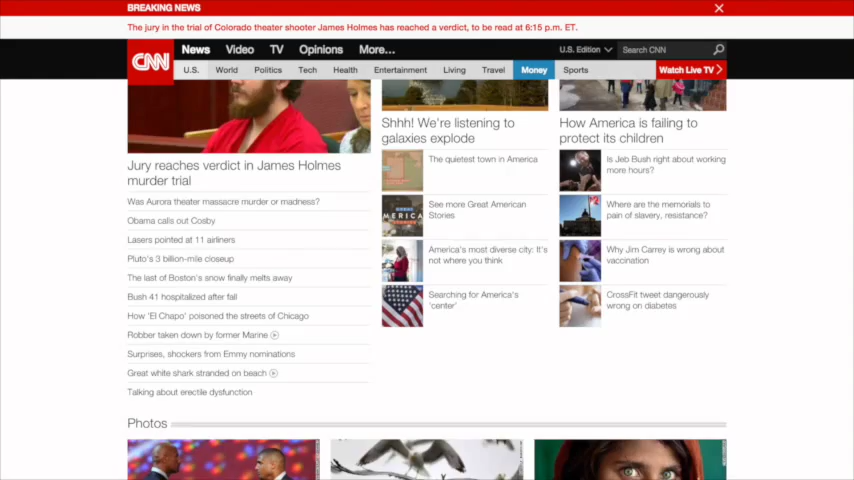 BREAKING NEWS
The jury in the trial of Colorado theater shooter James Holmes has reached a verdict, to be read at 6:15 p.m. ET.
CNN
News Video TV Opinions More...
U.S. Edition
Search CNN
U.S. World Politics Tech Health Entertainment Living Travel Money Sports
Watch Live TV
Jury reaches verdict in James Holmes
murder trial
Was Aurora theater massacre murder or madness?
Obama calls out Cosby
Lasers pointed at 11 airliners
Pluto's 3 billion-mile closeup
The last of Boston's snow finally melts away
Bush 41 hospitalized after fall
How 'El Chapo' poisoned the streets of Chicago
Robber taken down by former Marine
Surprises, shockers from Emmy nominations
Great white shark stranded on beach
Talking about erectile dysfunction
Shhh! We're listening to
galaxies explode
The quietest town in America
See more Great American
Stories
America's most diverse city: It's
not where you think
Searching for America's
'center'
How America is failing to
protect its children
Is Jeb Bush right about working
more hours?
Where are the memorials to
pain of slavery, resistance?
Why Jim Carrey is wrong about
vaccination
CrossFit tweet dangerously
wrong on diabetes
Photos